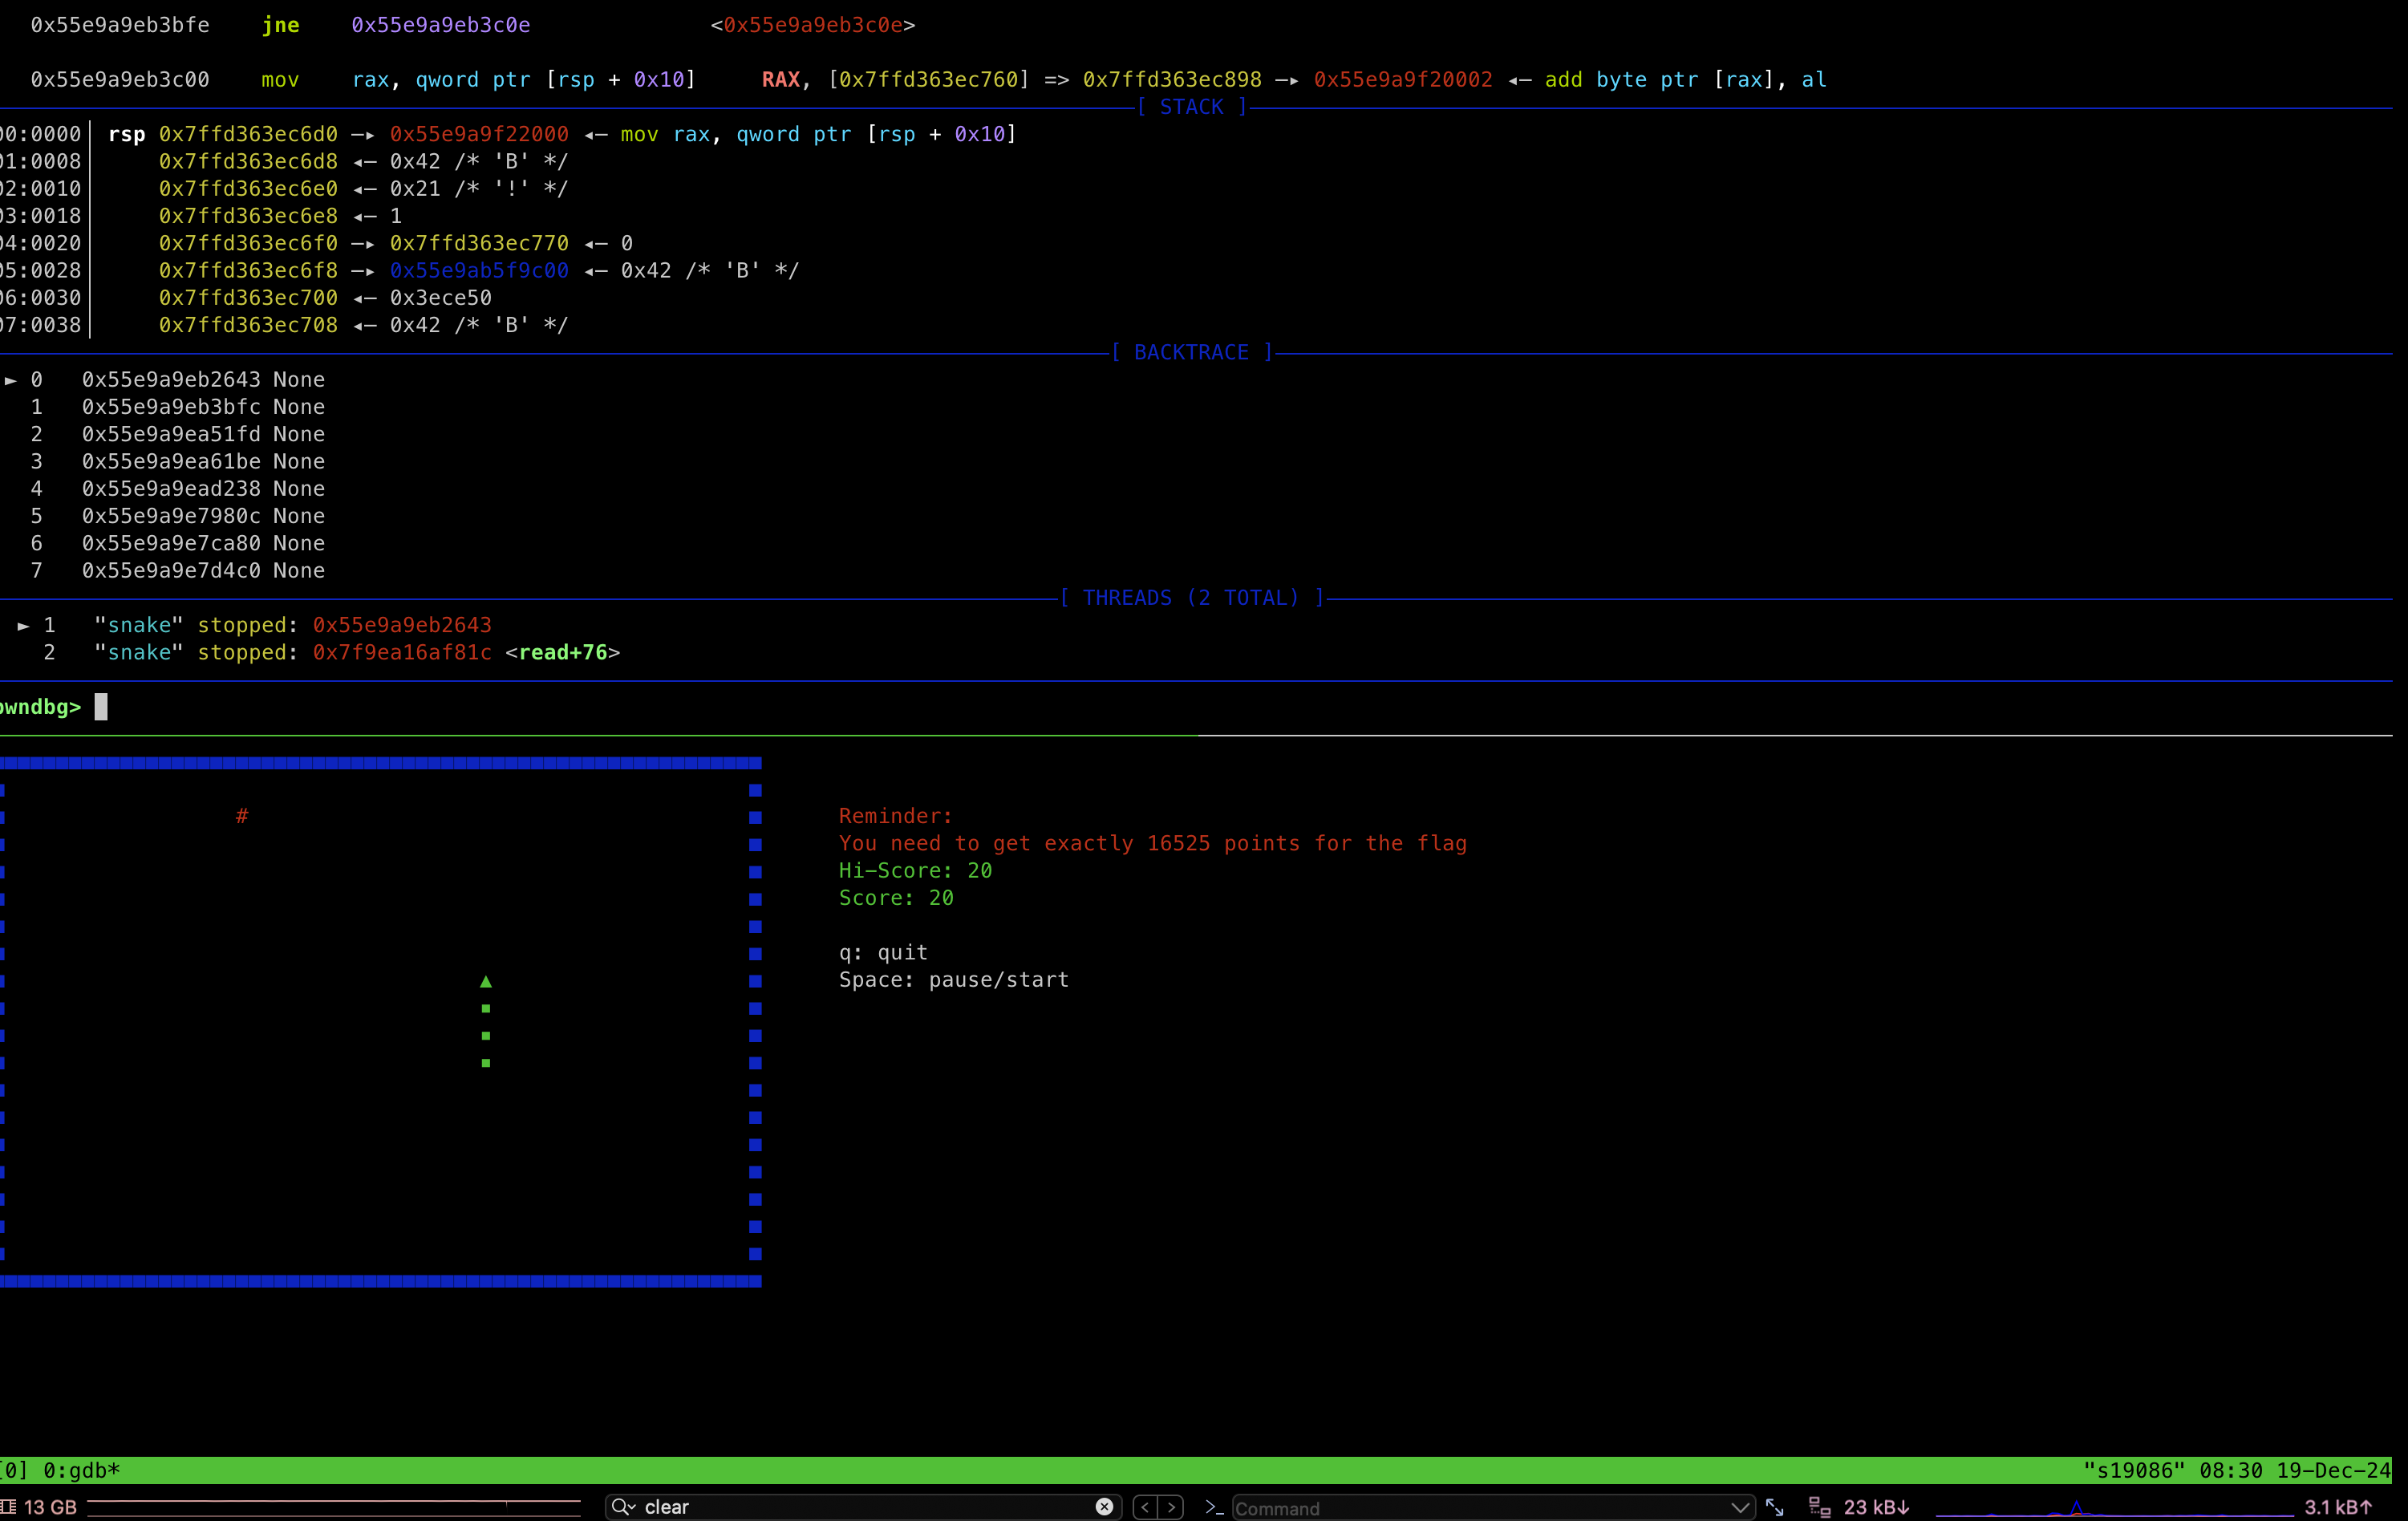 0x55e9a9eb3bfe jne 0x55e9a9eb3c0e <0x55e9a9eb3c0e>
0x55e9a9eb3c00 mov rax, qword ptr [rsp + 0x10] RAX, [0x7ffd363ec760] => 0x7ffd363ec898 —▸ 0x55e9a9f20002 ◂— add byte ptr [rax], al
[ STACK ]
00:0000│ rsp 0x7ffd363ec6d0 —▸ 0x55e9a9f22000 ◂— mov rax, qword ptr [rsp + 0x10]
01:0008│ 0x7ffd363ec6d8 ◂— 0x42 /* 'B' */
02:0010│ 0x7ffd363ec6e0 ◂— 0x21 /* '!' */
03:0018│ 0x7ffd363ec6e8 ◂— 1
04:0020│ 0x7ffd363ec6f0 —▸ 0x7ffd363ec770 ◂— 0
05:0028│ 0x7ffd363ec6f8 —▸ 0x55e9ab5f9c00 ◂— 0x42 /* 'B' */
06:0030│ 0x7ffd363ec700 ◂— 0x3ece50
07:0038│ 0x7ffd363ec708 ◂— 0x42 /* 'B' */
[ BACKTRACE ]
► 0 0x55e9a9eb2643 None
1 0x55e9a9eb3bfc None
2 0x55e9a9ea51fd None
3 0x55e9a9ea61be None
4 0x55e9a9ead238 None
5 0x55e9a9e7980c None
6 0x55e9a9e7ca80 None
7 0x55e9a9e7d4c0 None
[ THREADS (2 TOTAL) ]
► 1 "snake" stopped: 0x55e9a9eb2643
2 "snake" stopped: 0x7f9ea16af81c <read+76>
pwndbg>
#
Reminder:
You need to get exactly 16525 points for the flag
Hi-Score: 20
Score: 20
q: quit
Space: pause/start
[0] 0:gdb* "s19086" 08:30 19-Dec-24
13 GB clear Command 23 kB↓ 3.1 kB↑